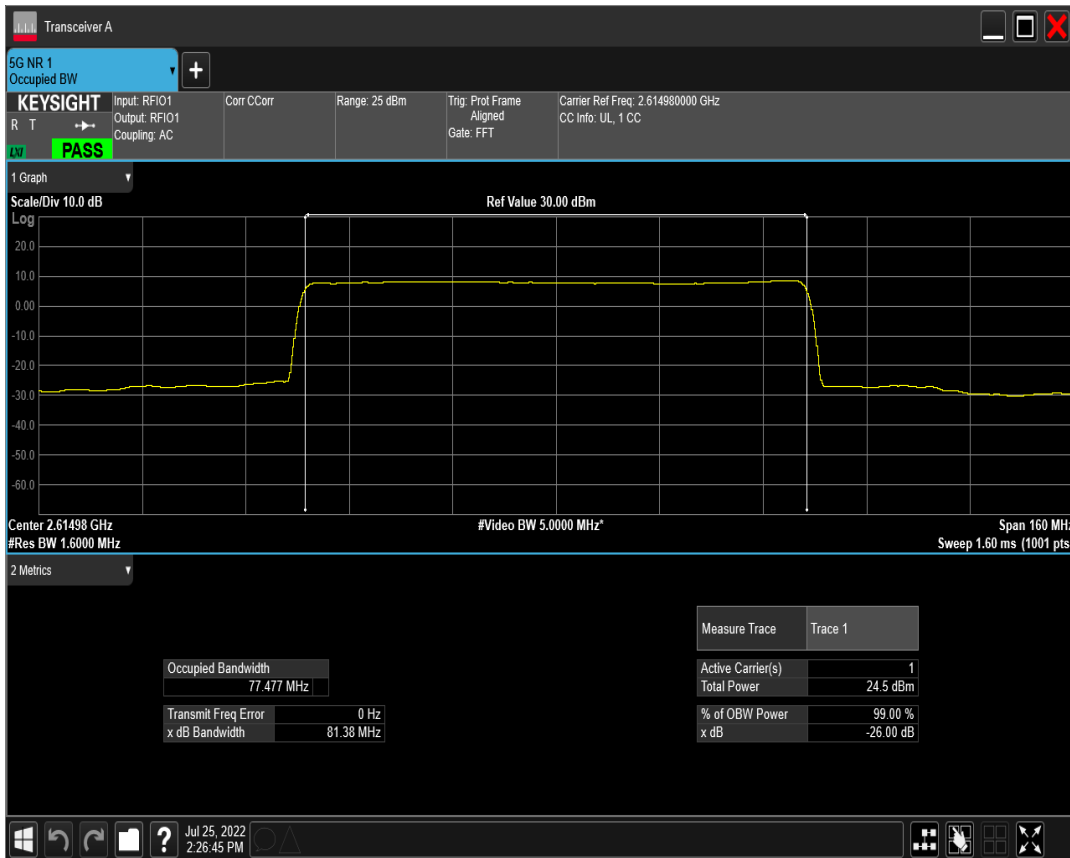 Transceiver A
5G NR 1
Occupied BW
KEYSIGHT
R T
LXI
PASS
Input: RFIO1
Output: RFIO1
Coupling: AC
Corr CCorr
Range: 25 dBm
Trig: Prot Frame
Aligned
Gate: FFT
Carrier Ref Freq: 2.614980000 GHz
CC Info: UL, 1 CC
1 Graph
Scale/Div 10.0 dB
Ref Value 30.00 dBm
Log
20.0
10.0
0.00
-10.0
-20.0
-30.0
-40.0
-50.0
-60.0
Center 2.61498 GHz
#Video BW 5.0000 MHz*
Span 160 MHz
#Res BW 1.6000 MHz
Sweep 1.60 ms (1001 pts
2 Metrics
Measure Trace Trace 1
Occupied Bandwidth
77.477 MHz
Active Carrier(s) 1
Total Power 24.5 dBm
Transmit Freq Error 0 Hz
x dB Bandwidth 81.38 MHz
% of OBW Power 99.00 %
x dB -26.00 dB
?
Jul 25, 2022
2:26:45 PM